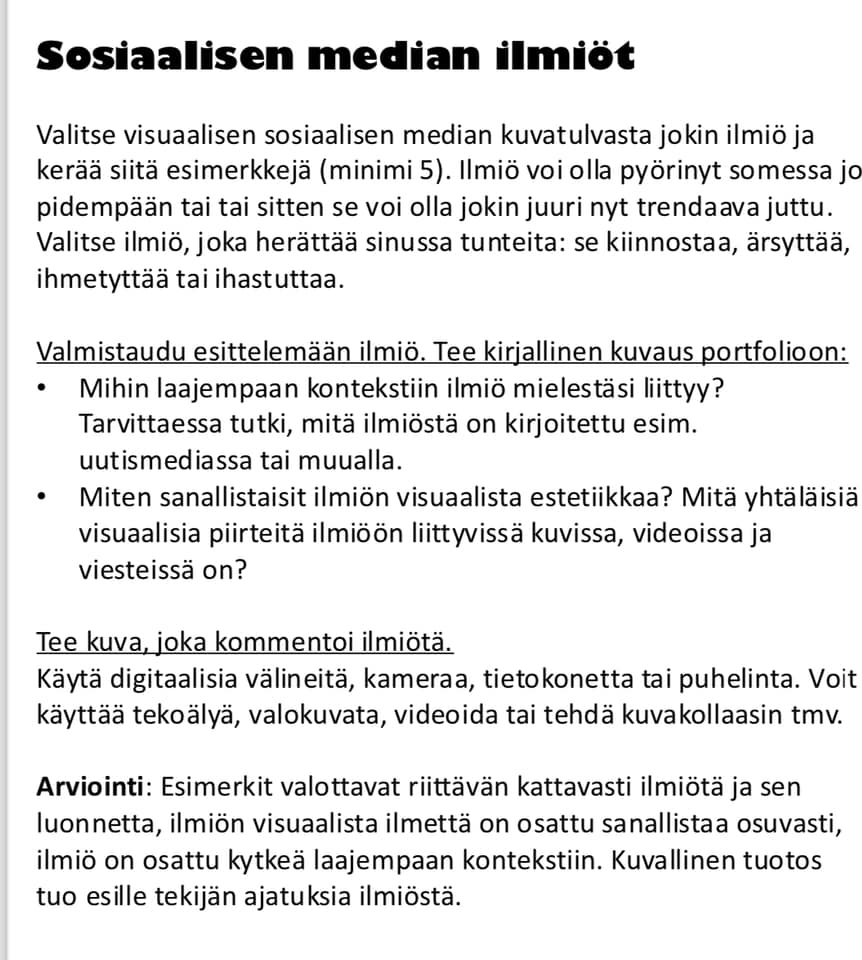 Sosiaalisen median ilmiöt
Valitse visuaalisen sosiaalisen median kuvatulvasta jokin ilmiö ja
kerää siitä esimerkkejä (minimi 5). Ilmiö voi olla pyörinyt somessa jo
pidempään tai tai sitten se voi olla jokin juuri nyt trendaava juttu.
Valitse ilmiö, joka herättää sinussa tunteita: se kiinnostaa, ärsyttää,
ihmetyttää tai ihastuttaa.
Valmistaudu esittelemään ilmiö. Tee kirjallinen kuvaus portfolioon:
• Mihin laajempaan kontekstiin ilmiö mielestäsi liittyy?
Tarvittaessa tutki, mitä ilmiöstä on kirjoitettu esim.
uutismediassa tai muualla.
• Miten sanallistaisit ilmiön visuaalista estetiikkaa? Mitä yhtäläisiä
visuaalisia piirteitä ilmiöön liittyvissä kuvissa, videoissa ja
viesteissä on?
Tee kuva, joka kommentoi ilmiötä.
Käytä digitaalisia välineitä, kameraa, tietokonetta tai puhelinta. Voit
käyttää tekoälyä, valokuvata, videoida tai tehdä kuvakollaasin tmv.
Arviointi: Esimerkit valottavat riittävän kattavasti ilmiötä ja sen
luonnetta, ilmiön visuaalista ilmettä on osattu sanallistaa osuvasti,
ilmiö on osattu kytkeä laajempaan kontekstiin. Kuvallinen tuotos
tuo esille tekijän ajatuksia ilmiöstä.